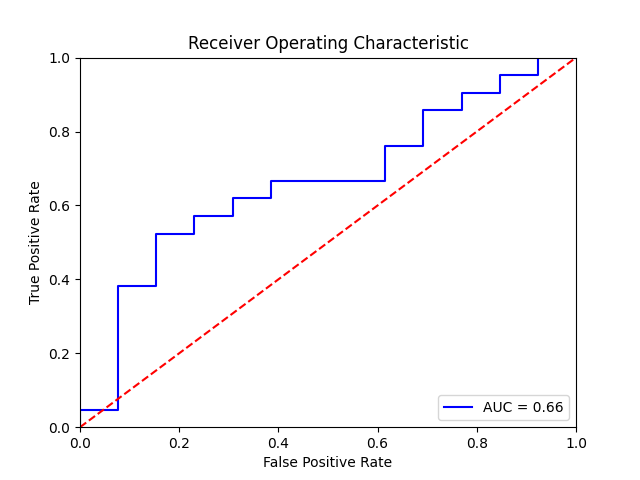 Receiver Operating Characteristic
1.0
0.8
0.6
0.4
0.2
0.0
True Positive Rate
AUC = 0.66
0.0 0.2 0.4 0.6 0.8 1.0
False Positive Rate